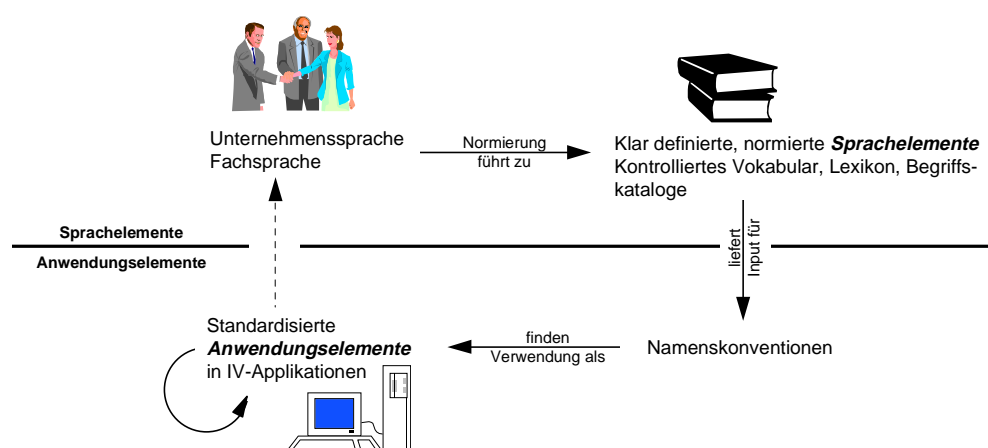 Unternehmenssprache
Fachsprache
Normierung
führt zu
Klar definierte, normierte Sprachelemente
Kontrolliertes Vokabular, Lexikon, Begriffs-
kataloge
Sprachelemente
Anwendungselemente
liefert
Input für
Standardisierte
Anwendungselemente
in IV-Applikationen
finden
Verwendung als
Namenskonventionen